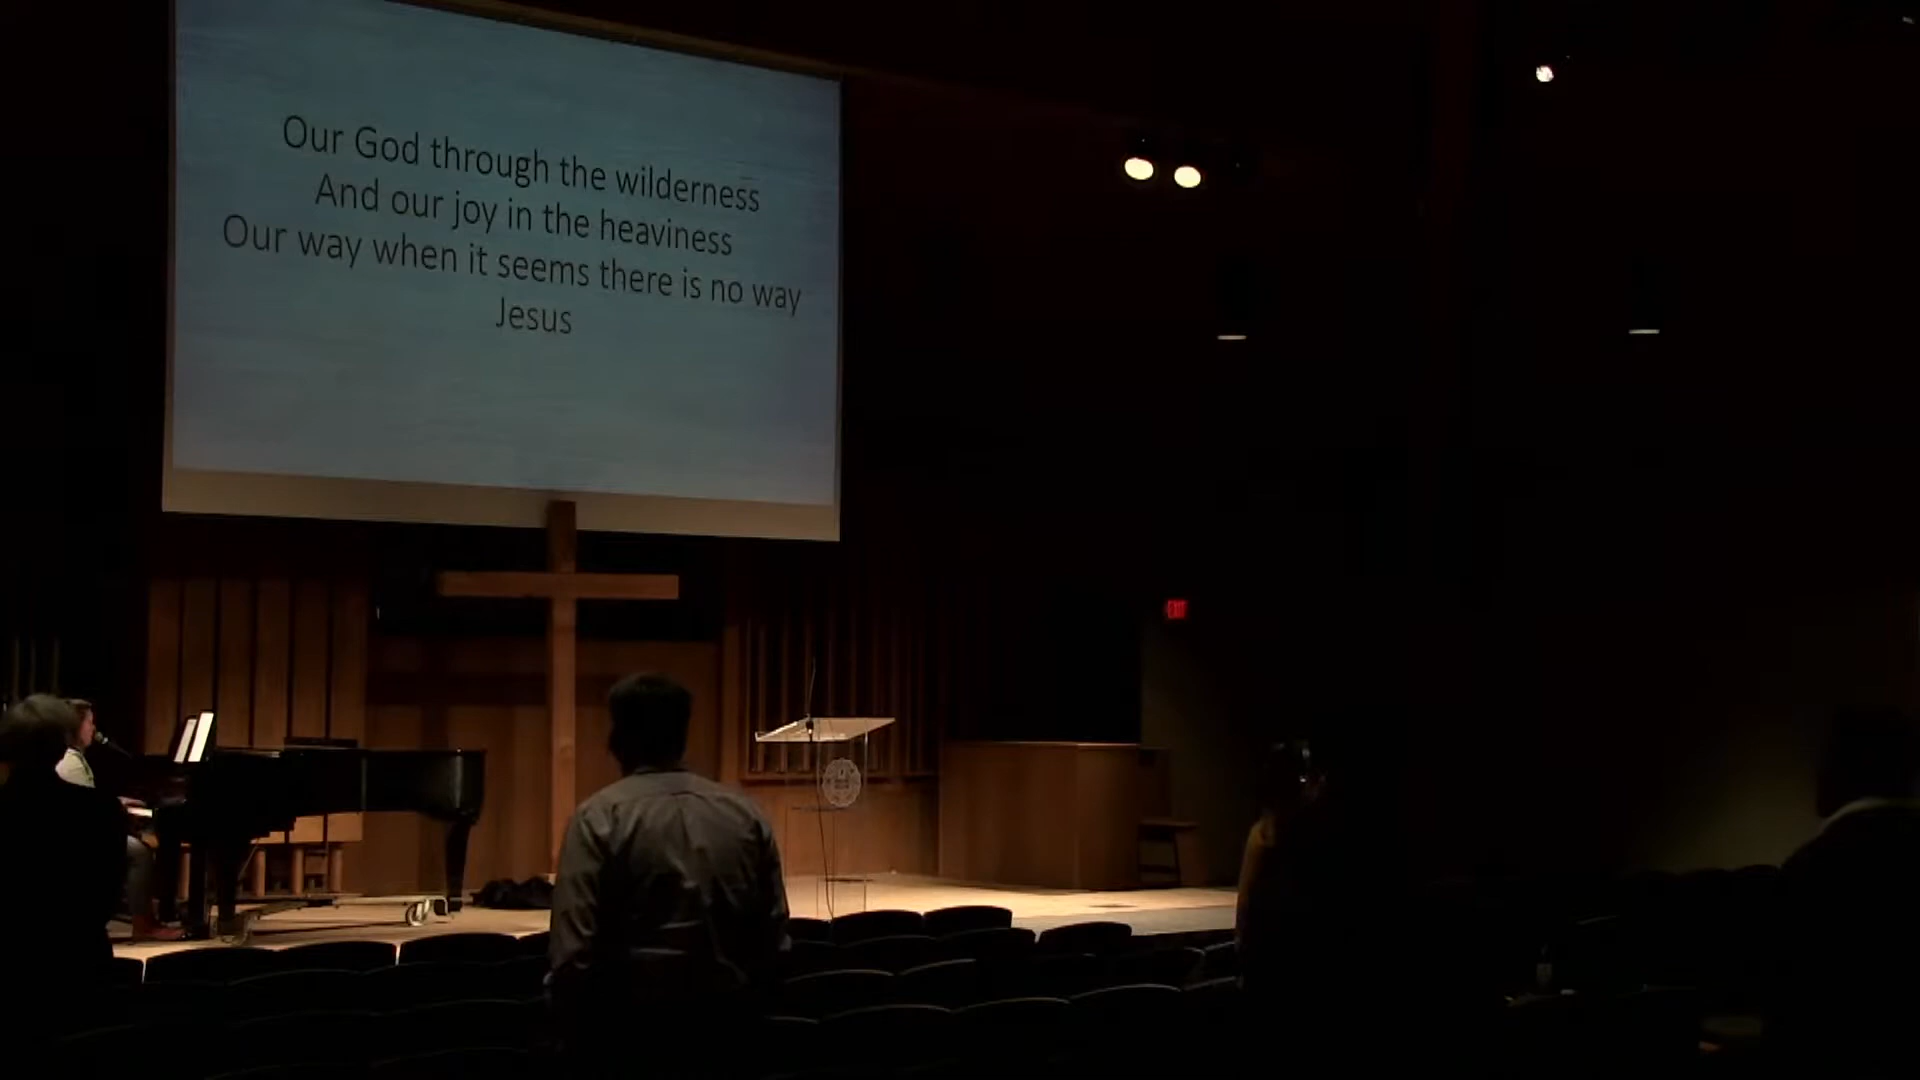 Our God through the wilderness
And our joy in the heaviness
Our way when it seems there is no way
Jesus
EXIT